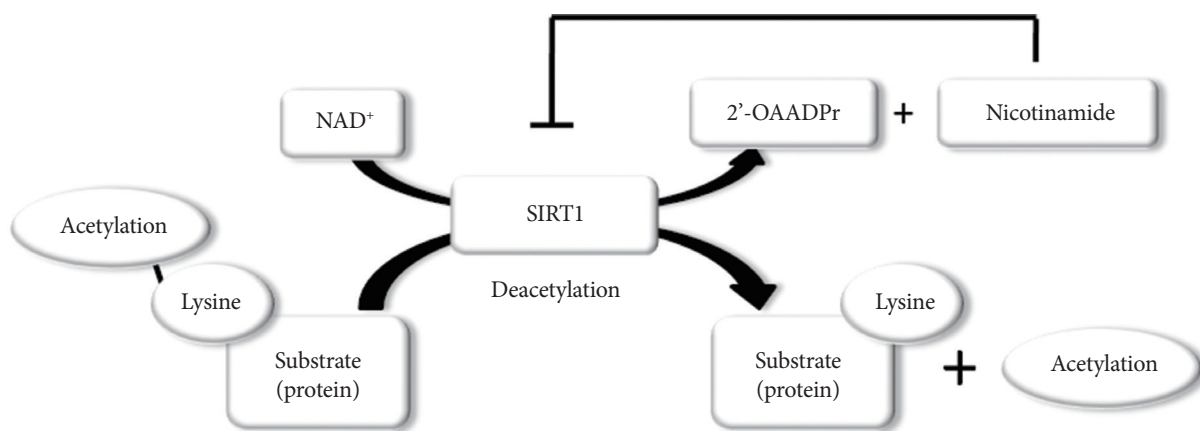 NAD⁺
2'-OAADPr
+
Nicotinamide
Acetylation
Lysine
Substrate
(protein)
SIRT1
Deacetylation
Lysine
Substrate
(protein)
+
Acetylation